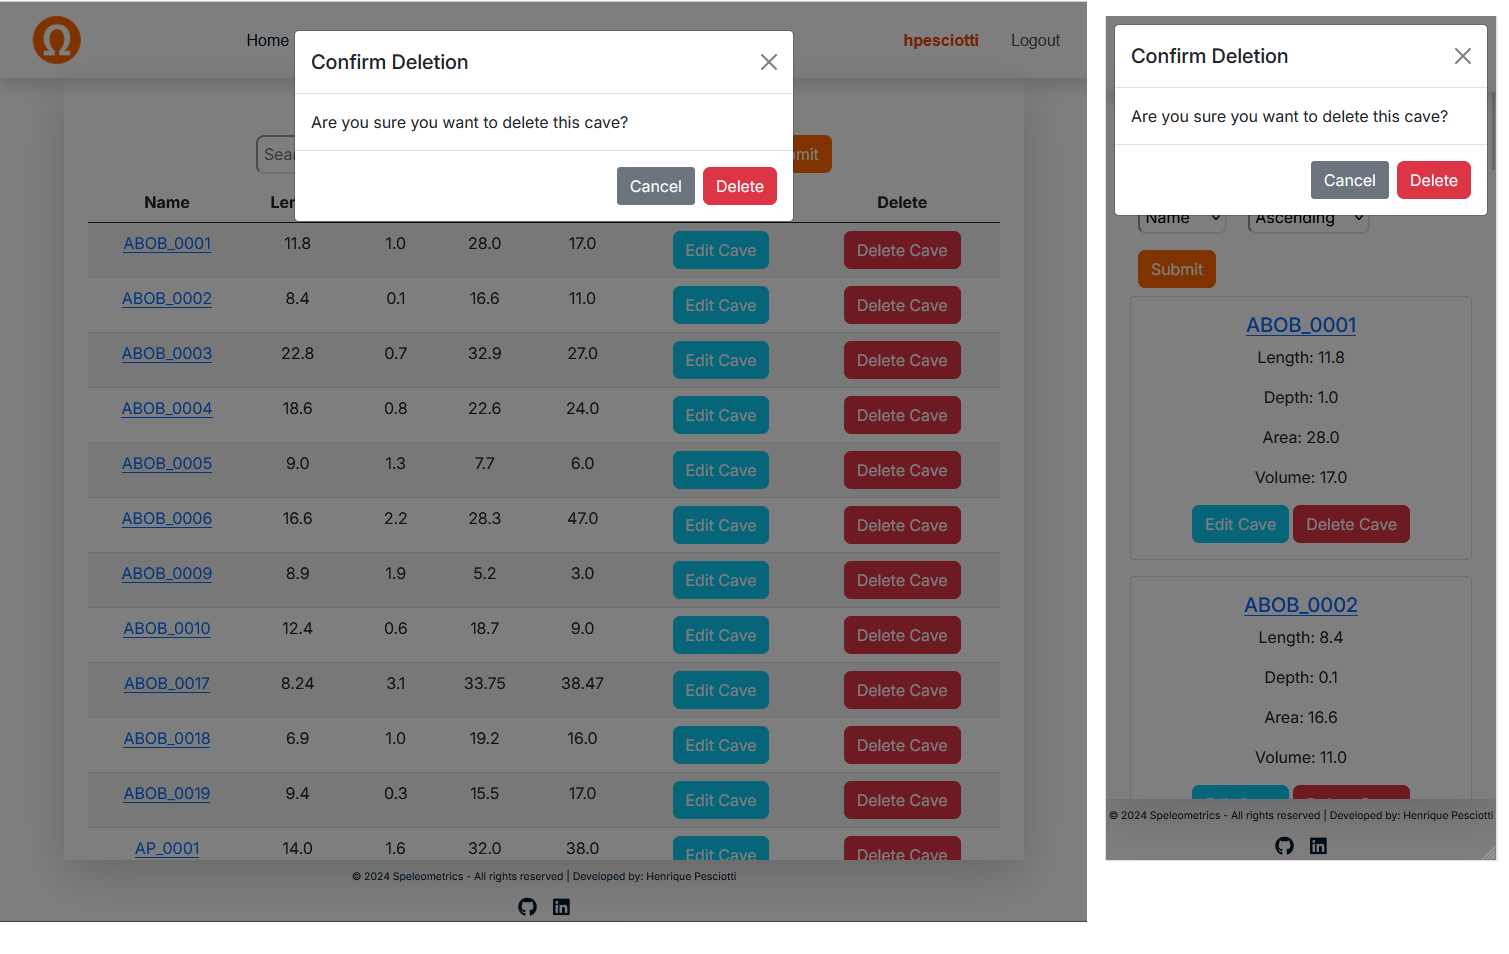 Ω
Home
hpesciotti
Logout
Confirm Deletion
Are you sure you want to delete this cave?
Cancel Delete
Name Delete
ABOB_0001 11.8 1.0 28.0 17.0 Edit Cave Delete Cave
ABOB_0002 8.4 0.1 16.6 11.0 Edit Cave Delete Cave
ABOB_0003 22.8 0.7 32.9 27.0 Edit Cave Delete Cave
ABOB_0004 18.6 0.8 22.6 24.0 Edit Cave Delete Cave
ABOB_0005 9.0 1.3 7.7 6.0 Edit Cave Delete Cave
ABOB_0006 16.6 2.2 28.3 47.0 Edit Cave Delete Cave
ABOB_0009 8.9 1.9 5.2 3.0 Edit Cave Delete Cave
ABOB_0010 12.4 0.6 18.7 9.0 Edit Cave Delete Cave
ABOB_0017 8.24 3.1 33.75 38.47 Edit Cave Delete Cave
ABOB_0018 6.9 1.0 19.2 16.0 Edit Cave Delete Cave
ABOB_0019 9.4 0.3 15.5 17.0 Edit Cave Delete Cave
AP_0001 14.0 1.6 32.0 38.0 Edit Cave Delete Cave
© 2024 Speleometrics - All rights reserved | Developed by: Henrique Pesciotti
Confirm Deletion
Are you sure you want to delete this cave?
Cancel Delete
Name Ascending
Submit
ABOB_0001
Length: 11.8
Depth: 1.0
Area: 28.0
Volume: 17.0
Edit Cave Delete Cave
ABOB_0002
Length: 8.4
Depth: 0.1
Area: 16.6
Volume: 11.0
© 2024 Speleometrics - All rights reserved | Developed by: Henrique Pesciotti